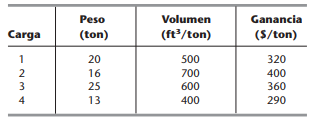 Peso Volumen Ganancia
Carga (ton) (ft³/ton) ($/ton)
1 20 500 320
2 16 700 400
3 25 600 360
4 13 400 290